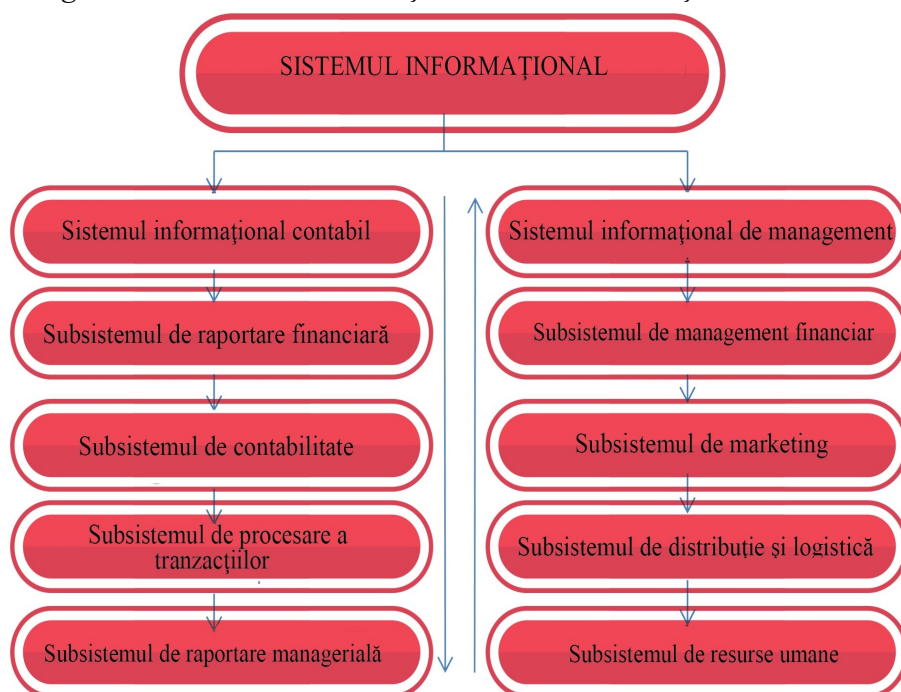 SISTEMUL INFORMAŢIONAL
Sistemul informaţional contabil
Subsistemul de raportare financiară
Subsistemul de contabilitate
Subsistemul de procesare a
tranzacţiilor
Subsistemul de raportare managerială
Sistemul informaţional de management
Subsistemul de management financiar
Subsistemul de marketing
Subsistemul de distribuţie şi logistică
Subsistemul de resurse umane